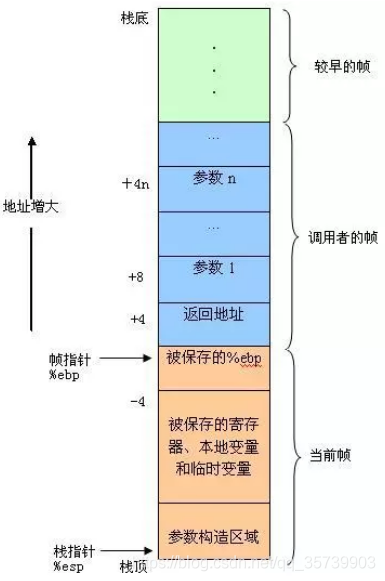 栈底
.
.
.
较早的帧
...
+4n
参数 n
地址增大
...
调用者的帧
+8
参数 1
+4
返回地址
帧指针
%ebp
被保存的%ebp
-4
被保存的寄存
器、本地变量
和临时变量
当前帧
参数构造区域
栈指针
%esp
栈顶
https://blog.csdn.net/qq_35739903